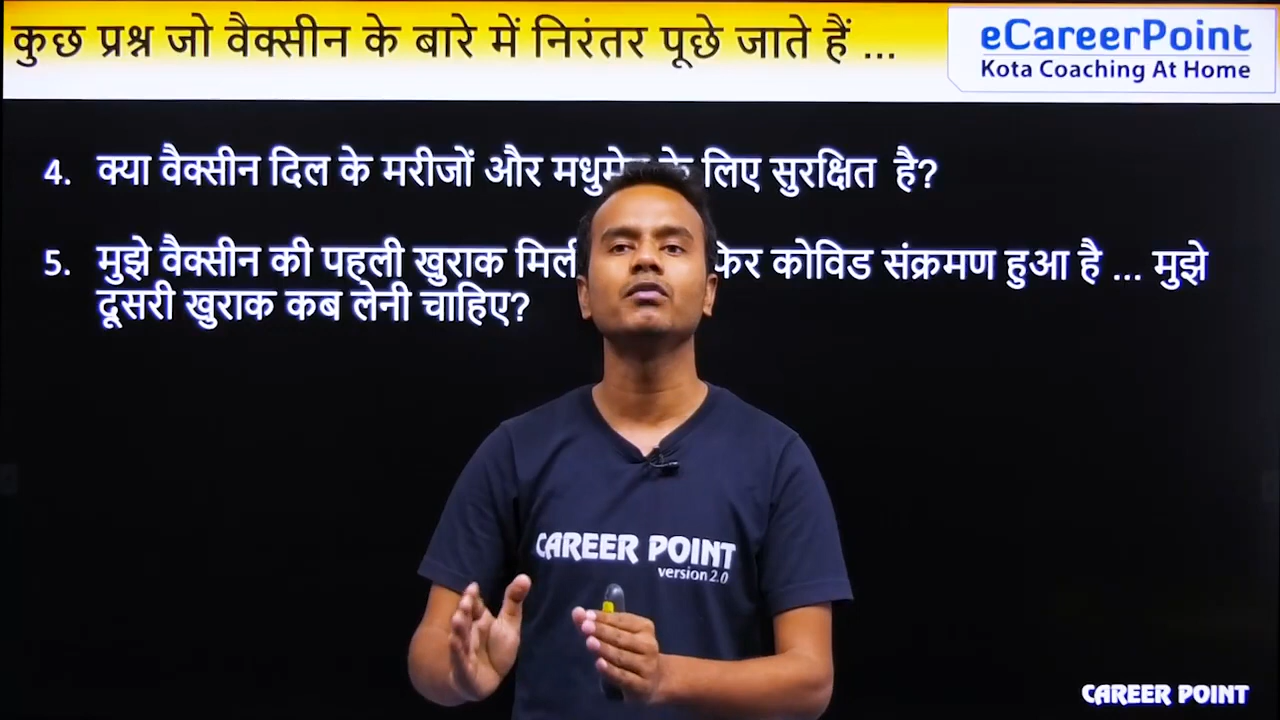 कुछ प्रश्न जो वैक्सीन के बारे में निरंतर पूछे जाते हैं ...
eCareerPoint
Kota Coaching At Home
4. क्या वैक्सीन दिल के मरीजों और के लिए सुरक्षित है?
5. मुझे वैक्सीन की पहली खुराक कोविड संक्रमण हुआ है ... मुझे
दूसरी खुराक कब लेनी चाहिए?
CAREER POINT
version 2.0
CAREER POINT